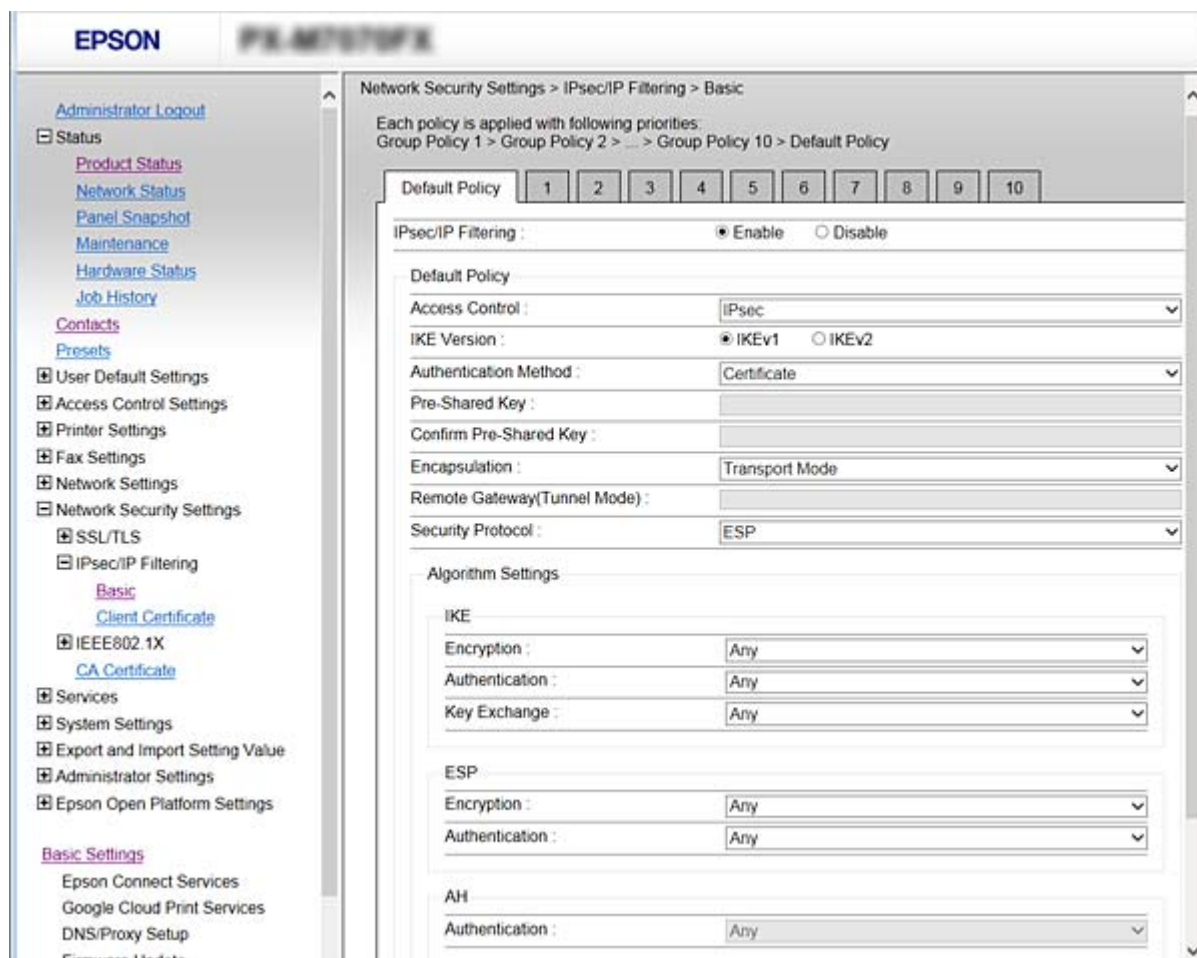 EPSON
Administrator Logout
Status
Product Status
Network Status
Panel Snapshot
Maintenance
Hardware Status
Job History
Contacts
Presets
User Default Settings
Access Control Settings
Printer Settings
Fax Settings
Network Settings
Network Security Settings
SSL/TLS
IPsec/IP Filtering
Basic
Client Certificate
IEEE802.1X
CA Certificate
Services
System Settings
Export and Import Setting Value
Administrator Settings
Epson Open Platform Settings
Basic Settings
Epson Connect Services
Google Cloud Print Services
DNS/Proxy Setup
Network Security Settings > IPsec/IP Filtering > Basic
Each policy is applied with following priorities:
Group Policy 1 > Group Policy 2 > ... > Group Policy 10 > Default Policy
Default Policy 1 2 3 4 5 6 7 8 9 10
IPsec/IP Filtering : Enable Disable
Default Policy
Access Control : IPsec
IKE Version : IKEv1 IKEv2
Authentication Method : Certificate
Pre-Shared Key :
Confirm Pre-Shared Key :
Encapsulation : Transport Mode
Remote Gateway(Tunnel Mode) :
Security Protocol : ESP
Algorithm Settings
IKE
Encryption : Any
Authentication : Any
Key Exchange : Any
ESP
Encryption : Any
Authentication : Any
AH
Authentication : Any